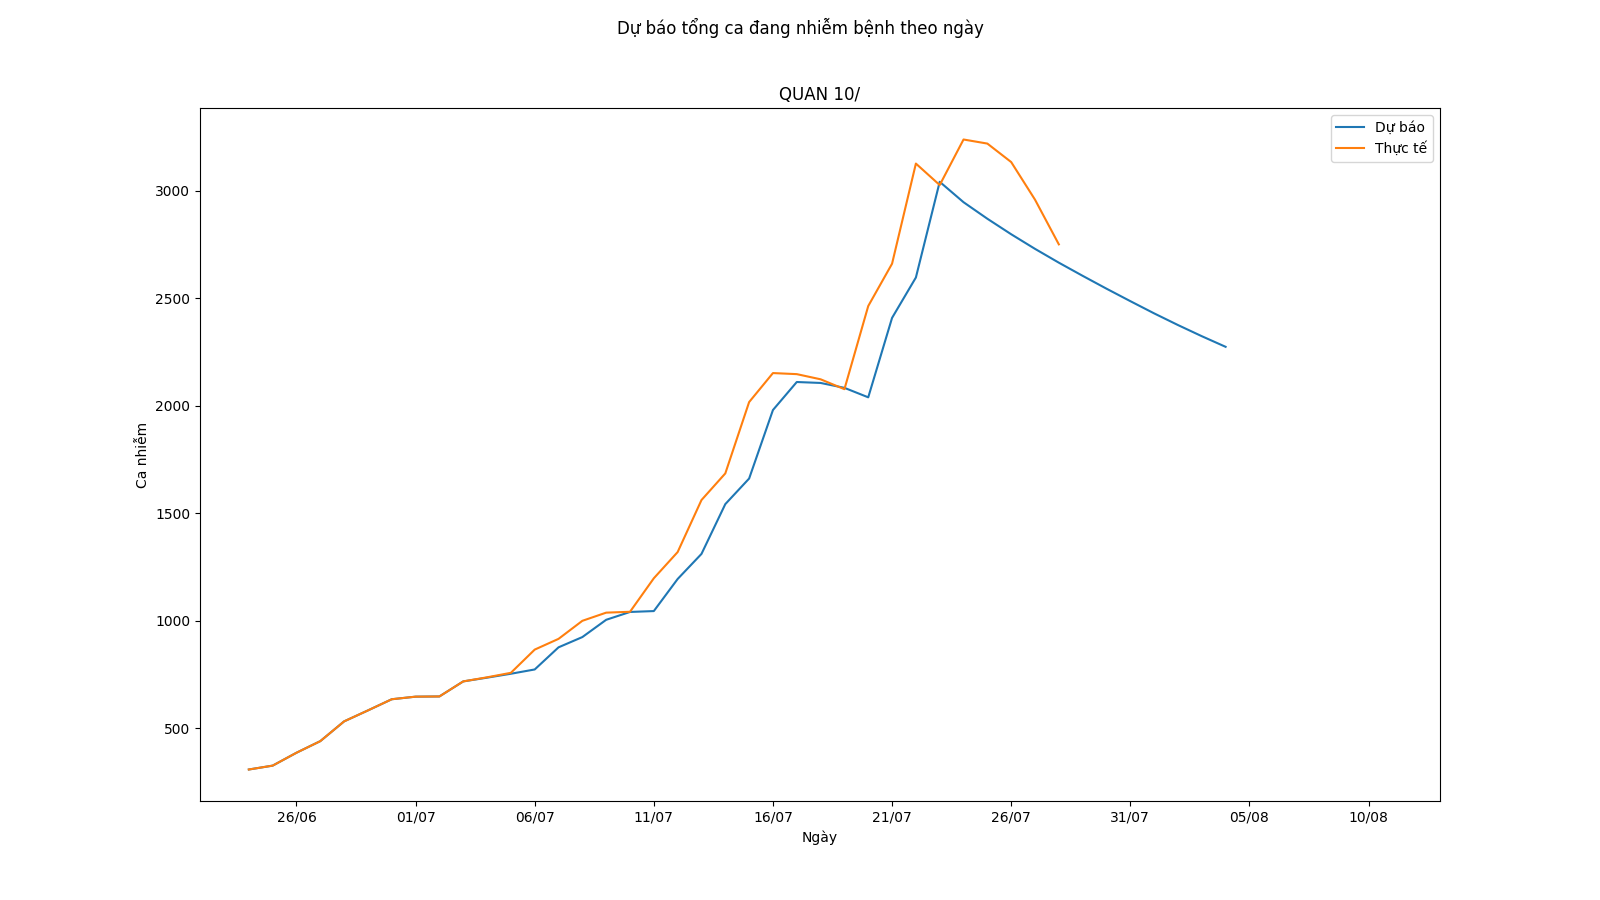 Dự báo tổng ca đang nhiễm bệnh theo ngày
QUAN 10/
Dự báo
Thực tế
3000
2500
2000
1500
1000
500
Ca nhiễm
26/06 01/07 06/07 11/07 16/07 21/07 26/07 31/07 05/08 10/08
Ngày